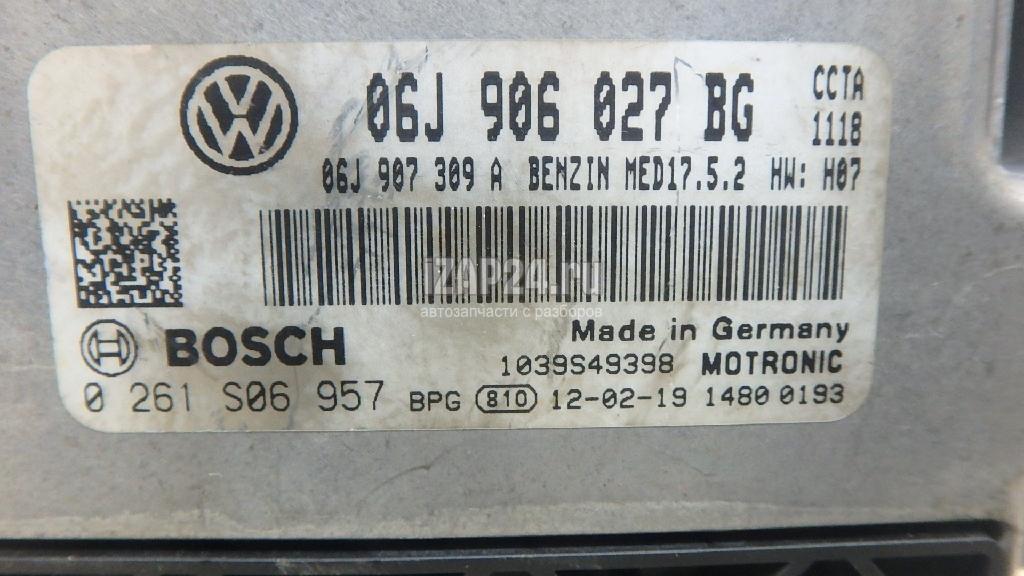 06J 906 027 BG CCTA
1118
06J 907 309 A BENZIN MED17.5.2 HW: H07
iZAP24.ru
автозапчасти с разборов
BOSCH
Made in Germany
1039S49398 MOTRONIC
0 261 S06 957 BPG 810 12-02-19 1480 0193